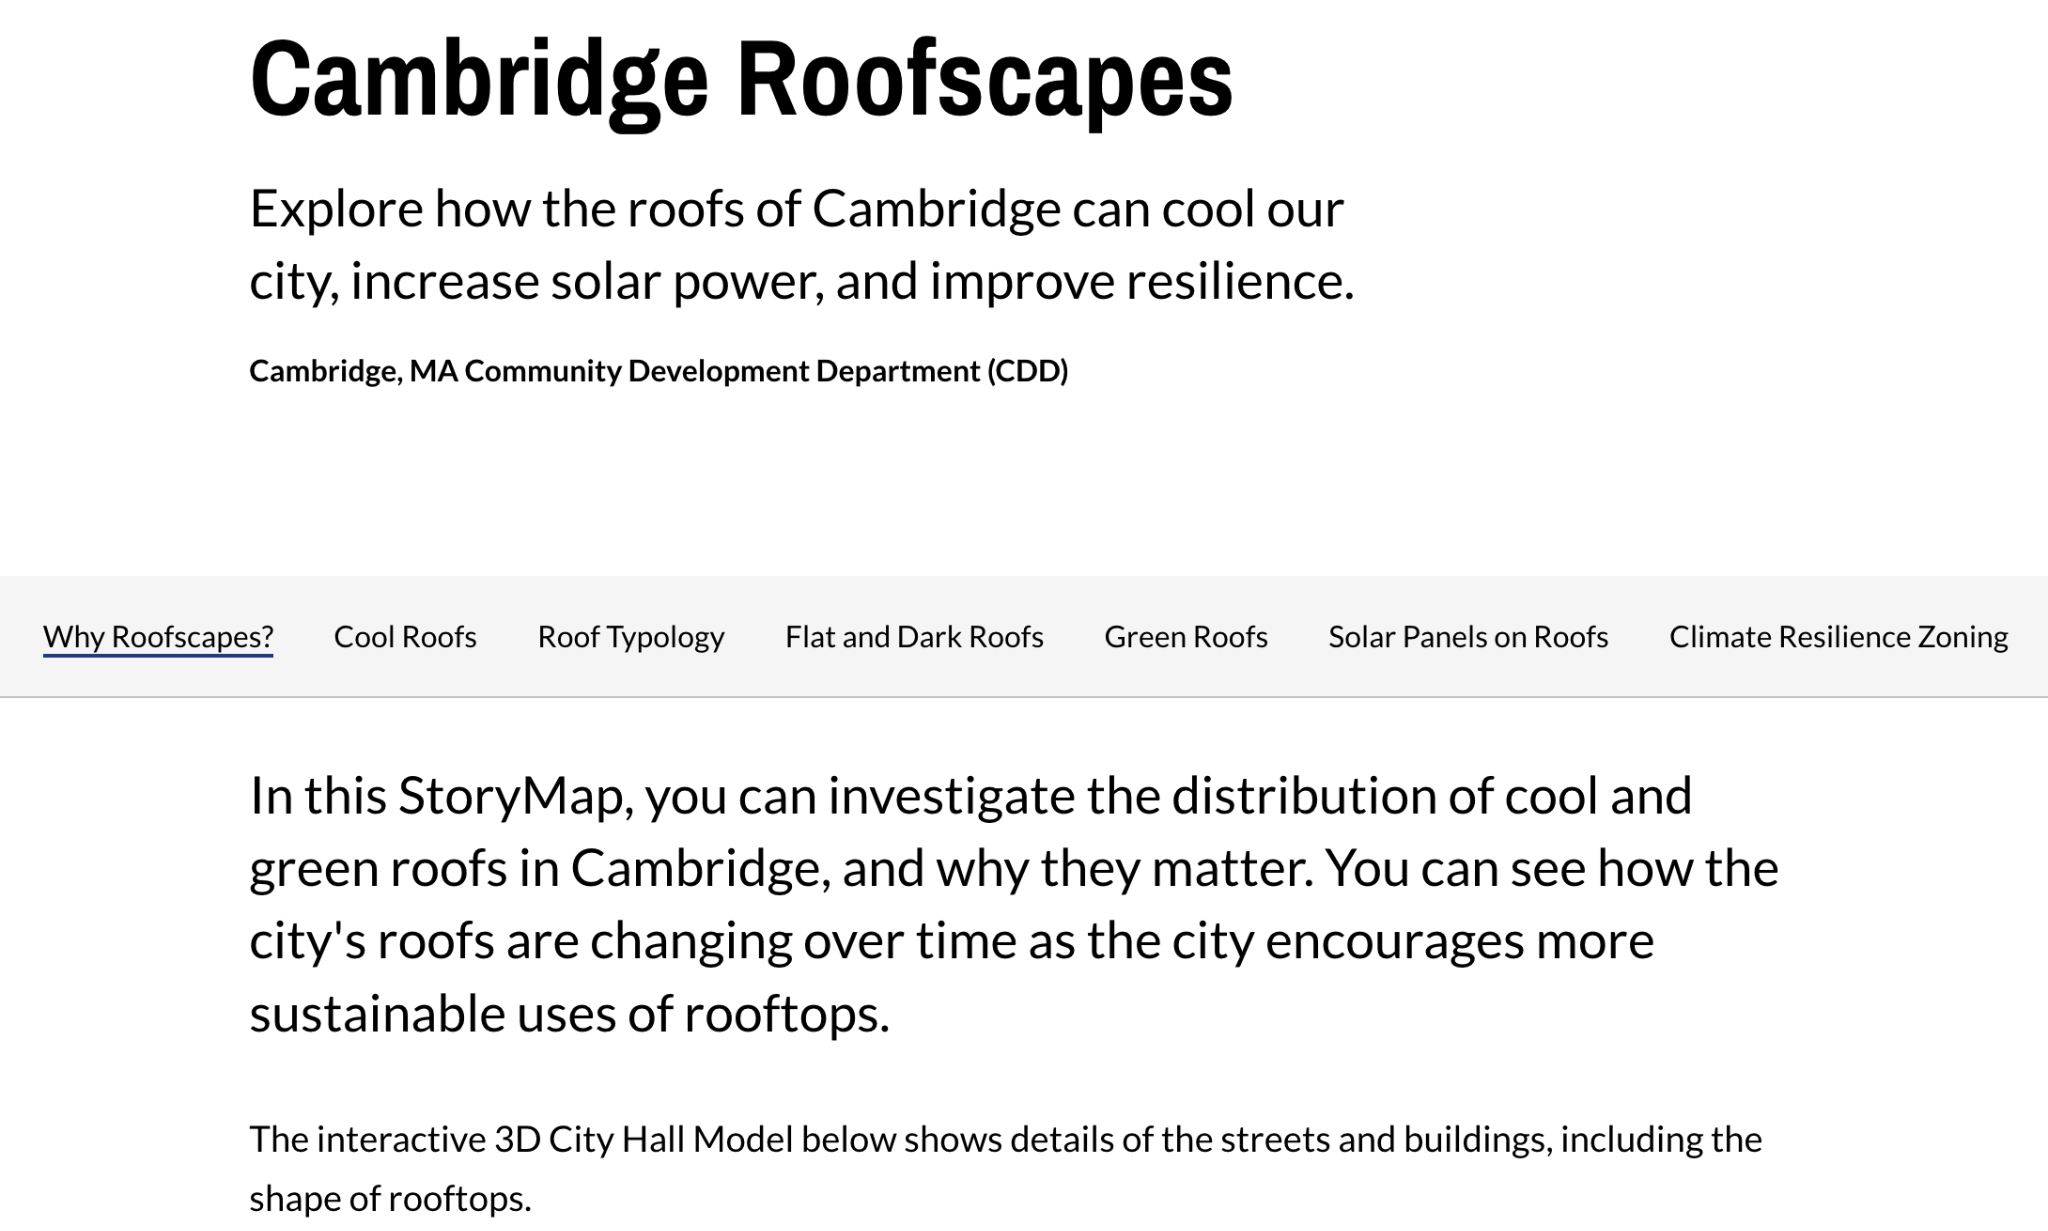 Cambridge Roofscapes
Explore how the roofs of Cambridge can cool our
city, increase solar power, and improve resilience.
Cambridge, MA Community Development Department (CDD)
Why Roofscapes? Cool Roofs Roof Typology Flat and Dark Roofs Green Roofs Solar Panels on Roofs Climate Resilience Zoning
In this StoryMap, you can investigate the distribution of cool and
green roofs in Cambridge, and why they matter. You can see how the
city's roofs are changing over time as the city encourages more
sustainable uses of rooftops.
The interactive 3D City Hall Model below shows details of the streets and buildings, including the
shape of rooftops.